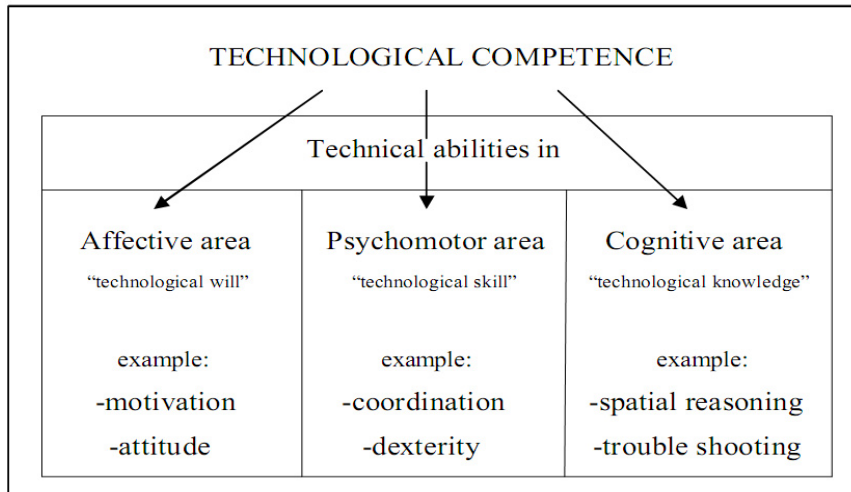 TECHNOLOGICAL COMPETENCE
Technical abilities in
Affective area
“technological will”
example:
-motivation
-attitude
Psychomotor area
“technological skill”
example:
-coordination
-dexterity
Cognitive area
“technological knowledge”
example:
-spatial reasoning
-trouble shooting